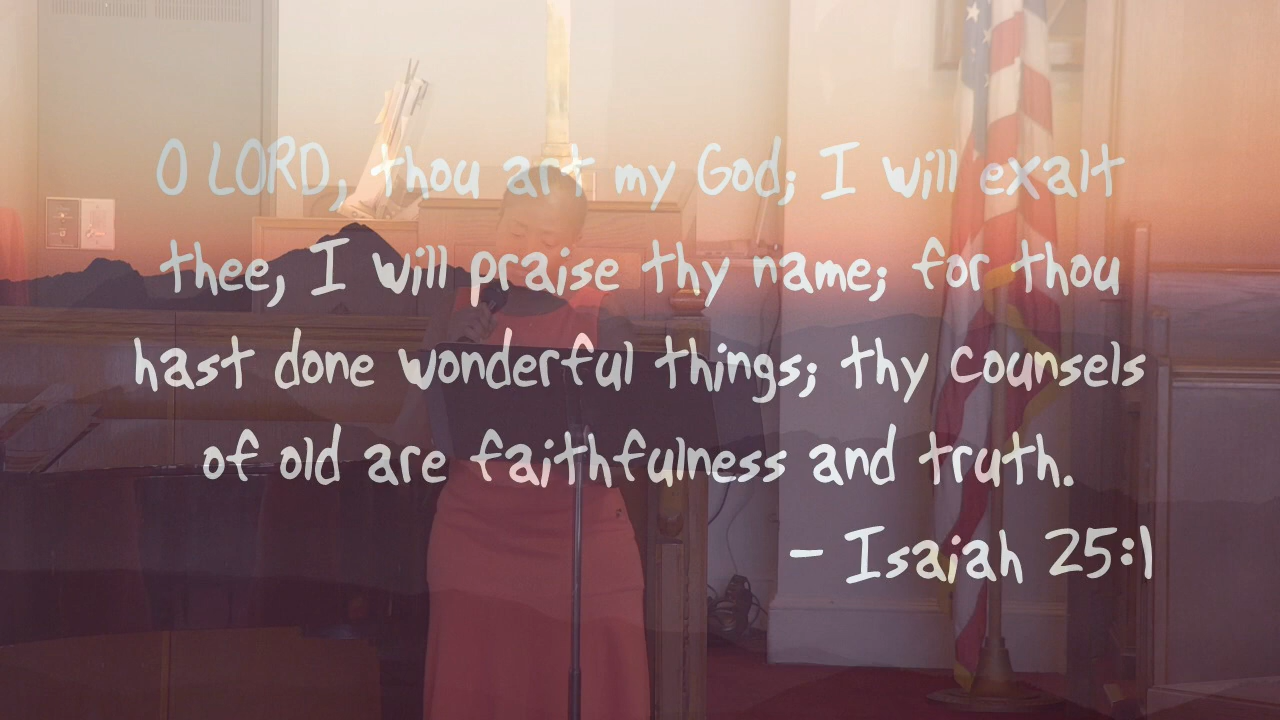 O LORD, thou art my God; I will exalt
thee, I will praise thy name; for thou
hast done wonderful things; thy counsels
of old are faithfulness and truth.
– Isaiah 25:1